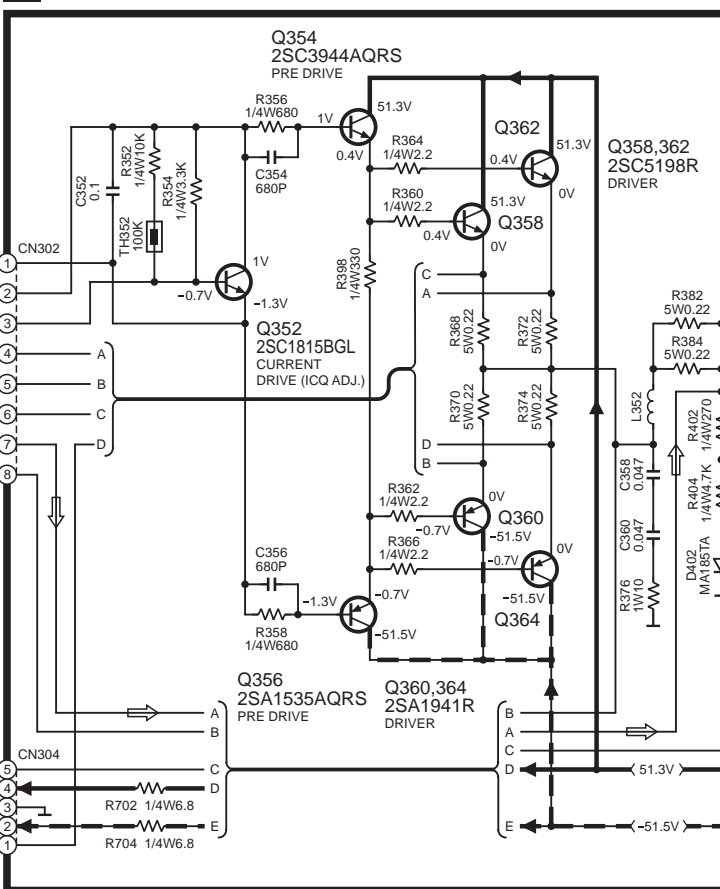 Q354
2SC3944AQRS
PRE DRIVE
R356
1/4W680
1V
51.3V
0.4V
C354
680P
R364
1/4W2.2
Q362
0.4V
51.3V
0V
Q358,362
2SC5198R
DRIVER
C352
0.1
R352
1/4W10K
R354
1/4W3.3K
TH352
100K
R360
1/4W2.2
51.3V
Q358
0.4V
0V
R398
1/4W330
CN302
1
2
3
4
5
6
7
8
1V
−0.7V
−1.3V
Q352
2SC1815BGL
CURRENT
DRIVE (ICQ ADJ.)
A
B
C
D
C
A
D
B
R368
5W0.22
R372
5W0.22
R370
5W0.22
R374
5W0.22
R382
5W0.22
R384
5W0.22
L352
R402
1/4W270
R404
1/4W4.7K
C358
0.047
C360
0.047
R376
1W10
D402
MA185TA
R362
1/4W2.2
−0.7V
0V
Q360
−51.5V
R366
1/4W2.2
−0.7V
0V
−51.5V
Q364
C356
680P
R358
1/4W680
−1.3V
−0.7V
−51.5V
Q356
2SA1535AQRS
PRE DRIVE
Q360,364
2SA1941R
DRIVER
A
B
C
D
E
B
A
C
D
E
51.3V
−51.5V
CN304
5
4
3
2
1
R702 1/4W6.8
R704 1/4W6.8